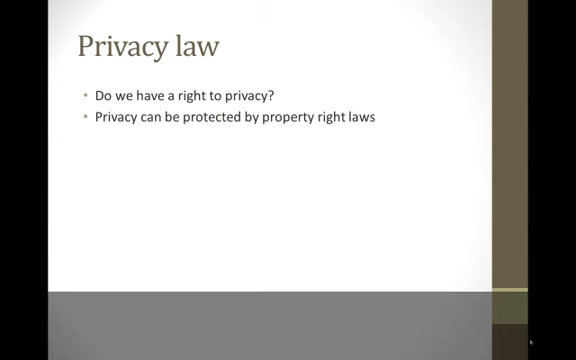 Privacy law
• Do we have a right to privacy?
• Privacy can be protected by property right laws